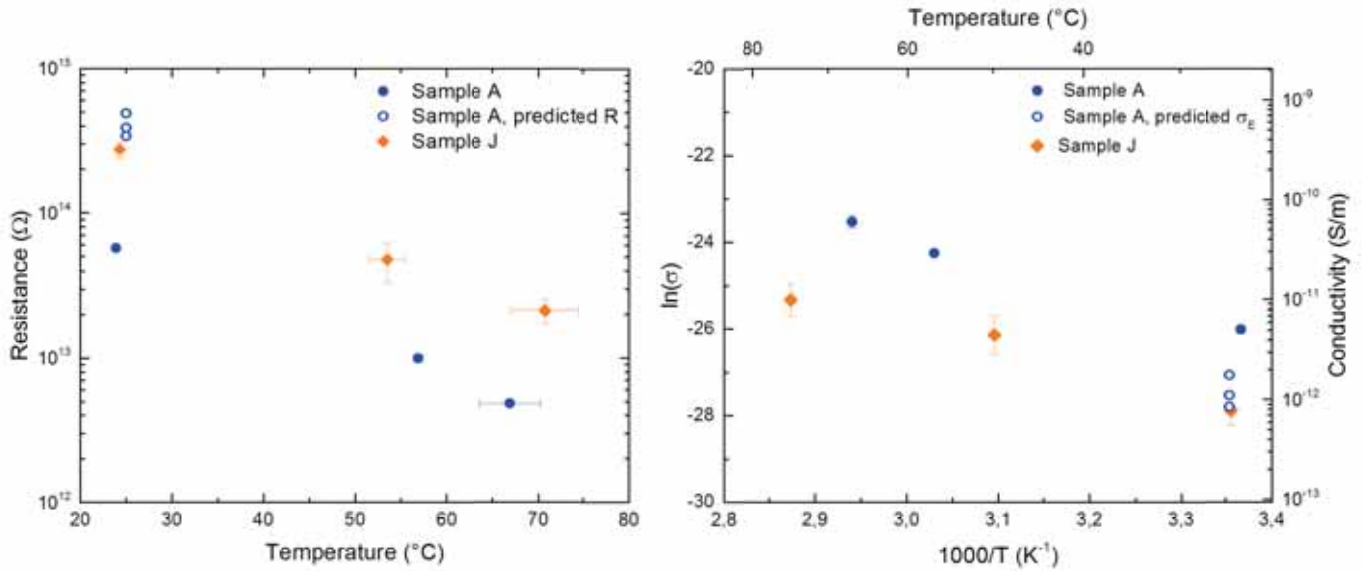 10^15
10^14
10^13
10^12
Resistance (Ω)
Sample A
Sample A, predicted R
Sample J
20 30 40 50 60 70 80
Temperature (°C)
Temperature (°C)
80 60 40
-20
-22
-24
-26
-28
-30
ln(σ)
Sample A
Sample A, predicted σ_E
Sample J
10^-9
10^-10
10^-11
10^-12
10^-13
Conductivity (S/m)
2,8 2,9 3,0 3,1 3,2 3,3 3,4
1000/T (K^-1)